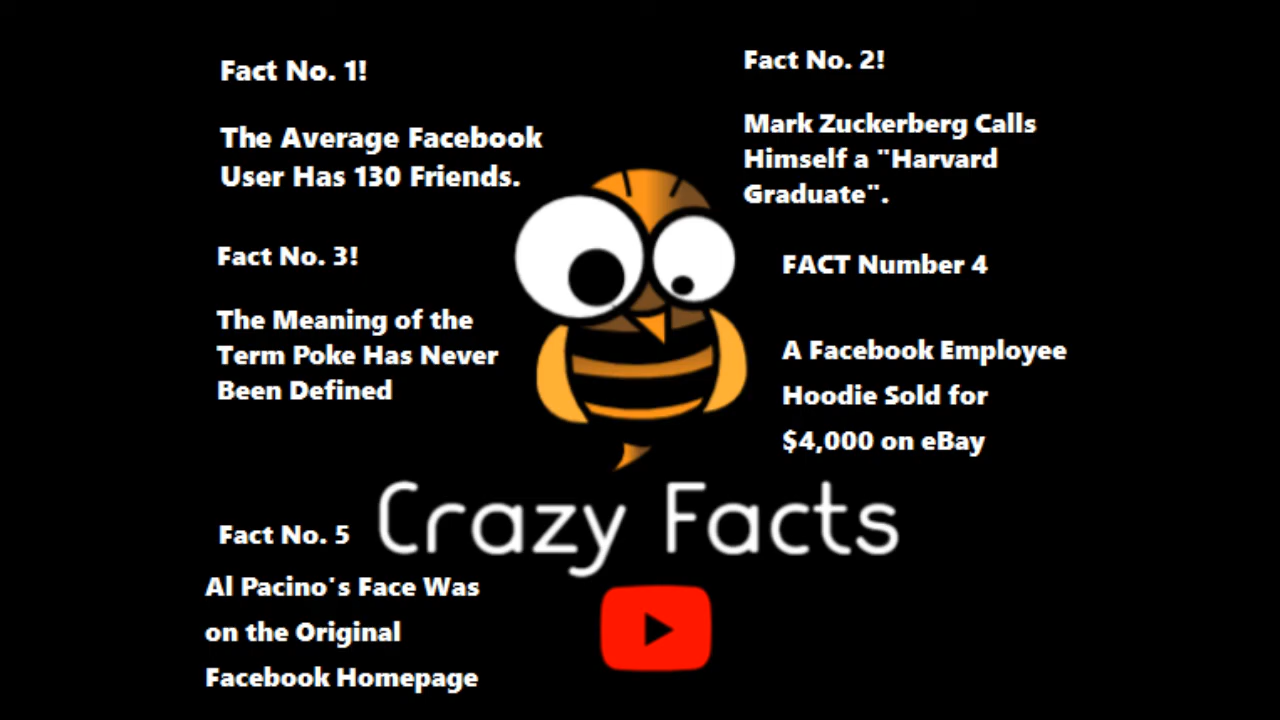 Fact No. 1!
The Average Facebook
User Has 130 Friends.
Fact No. 2!
Mark Zuckerberg Calls
Himself a "Harvard
Graduate".
Fact No. 3!
The Meaning of the
Term Poke Has Never
Been Defined
FACT Number 4
A Facebook Employee
Hoodie Sold for
$4,000 on eBay
Crazy Facts
Fact No. 5
Al Pacino's Face Was
on the Original
Facebook Homepage